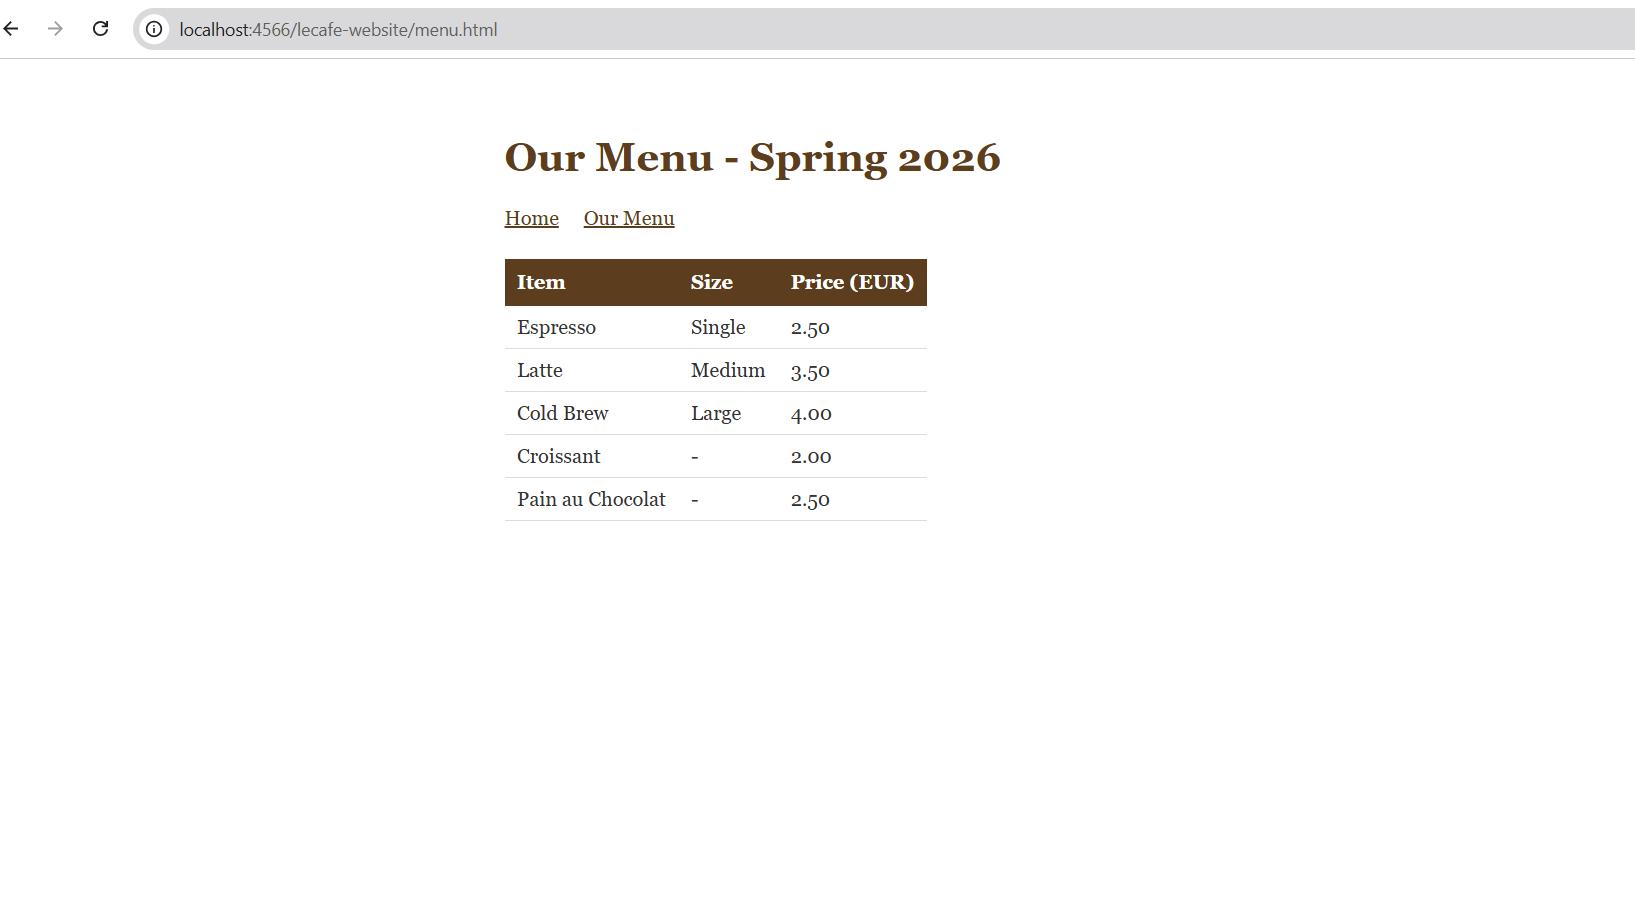 localhost:4566/lecafe-website/menu.html
Our Menu - Spring 2026
Home Our Menu
Item Size Price (EUR)
Espresso Single 2.50
Latte Medium 3.50
Cold Brew Large 4.00
Croissant - 2.00
Pain au Chocolat - 2.50